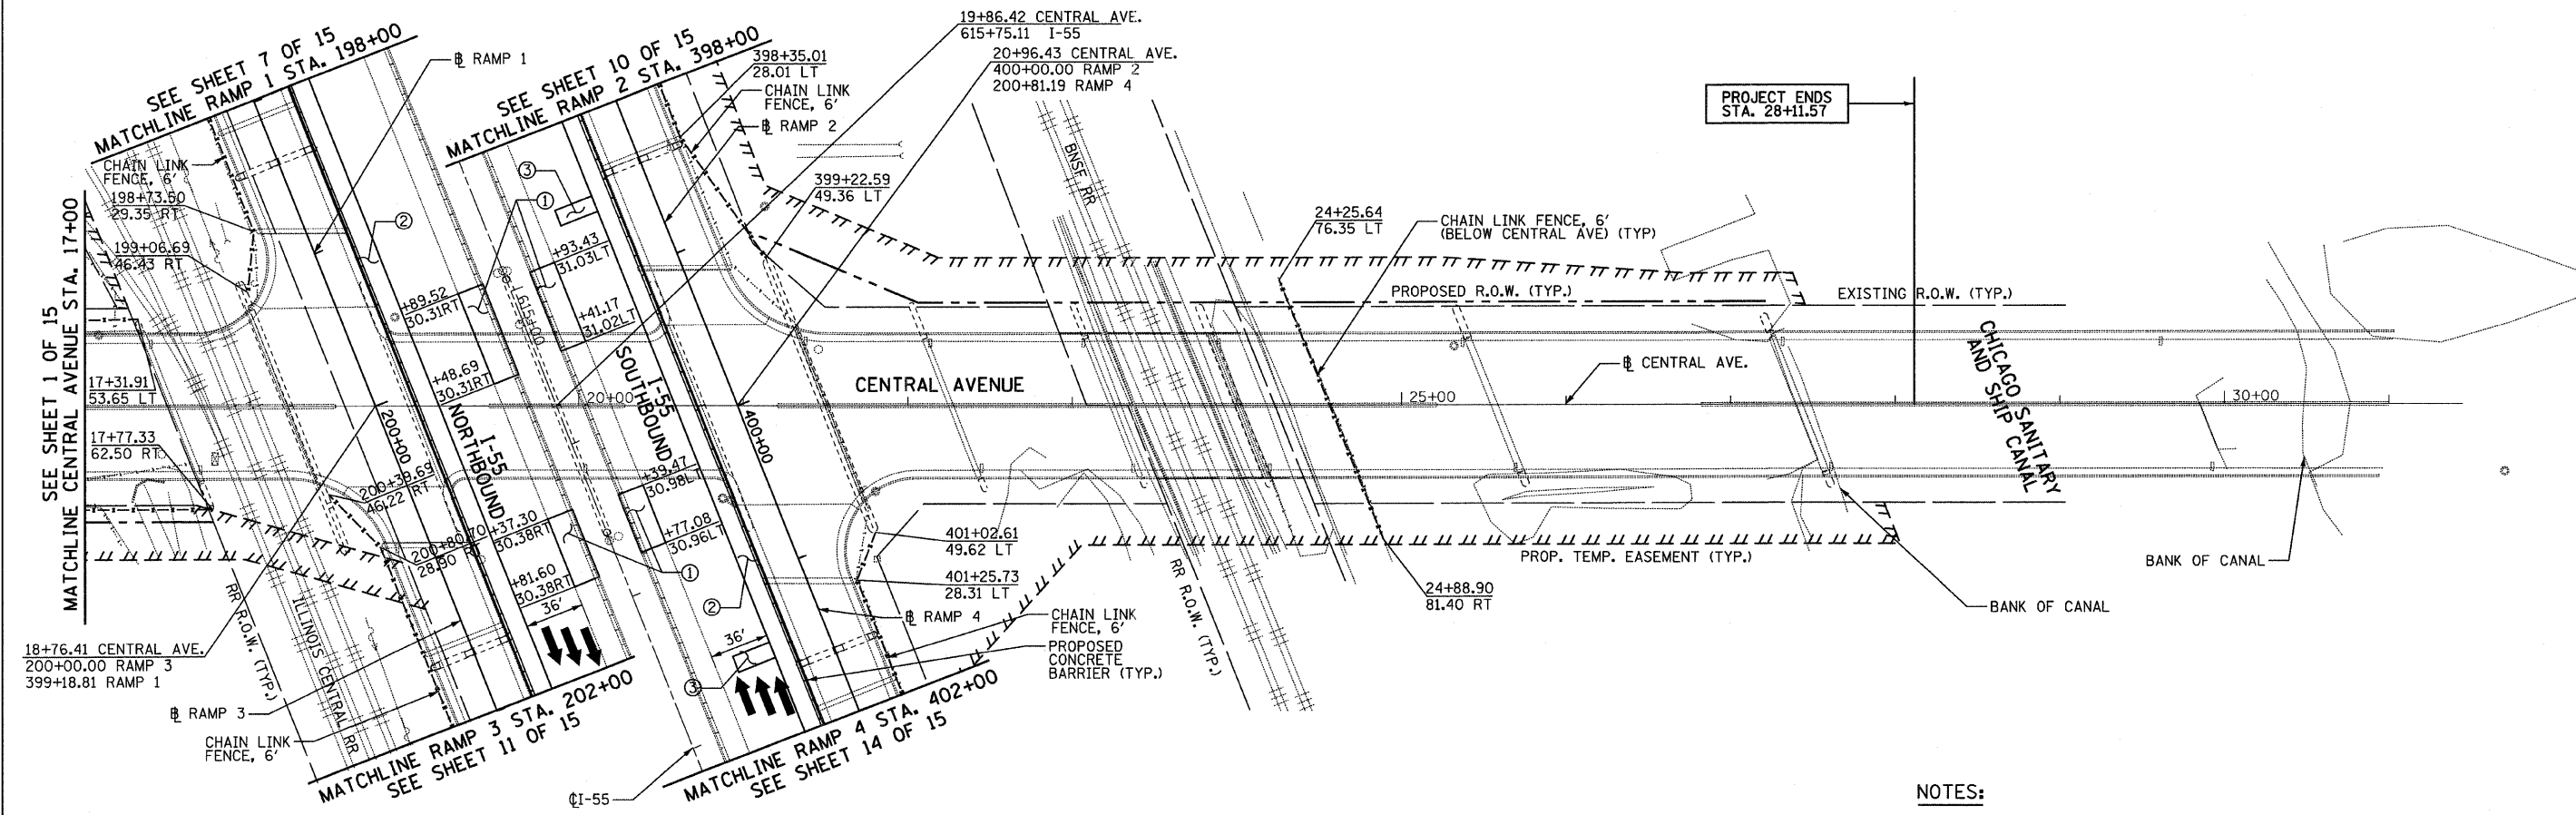 SEE SHEET 7 OF 15
MATCHLINE RAMP 1 STA. 198+00
℄ RAMP 1
SEE SHEET 10 OF 15
MATCHLINE RAMP 2 STA. 398+00
398+35.01
28.01 LT
CHAIN LINK
FENCE, 6'
℄ RAMP 2
19+86.42 CENTRAL AVE.
615+75.11 I-55
20+96.43 CENTRAL AVE.
400+00.00 RAMP 2
200+81.19 RAMP 4
PROJECT ENDS
STA. 28+11.57
CHAIN LINK
FENCE, 6'
198+73.50
29.35 RT
199+06.69
46.43 RT
②
③
①
399+22.59
49.36 LT
BNSF RR
24+25.64
76.35 LT
CHAIN LINK FENCE, 6'
(BELOW CENTRAL AVE) (TYP)
PROPOSED R.O.W. (TYP.)
EXISTING R.O.W. (TYP.)
SEE SHEET 1 OF 15
MATCHLINE CENTRAL AVENUE STA. 17+00
+89.52
30.31RT
+48.69
30.31RT
615+00
+93.43
31.03LT
+41.17
31.02LT
17+31.91
53.65 LT
17+77.33
62.50 RT
200+00
I-55
NORTHBOUND
20+00
I-55
SOUTHBOUND
400+00
CENTRAL AVENUE
25+00
℄ CENTRAL AVE.
CHICAGO SANITARY
AND SHIP CANAL
30+00
200+39.69
46.22 RT
200+80.70
28.90 RT
+37.30
30.38RT
+81.60
30.38RT
36'
+39.47
30.98LT
+77.08
30.96LT
①
②
36'
③
401+02.61
49.62 LT
401+25.73
28.31 LT
℄ RAMP 4
CHAIN LINK
FENCE, 6'
PROPOSED
CONCRETE
BARRIER (TYP.)
RR R.O.W. (TYP.)
24+88.90
81.40 RT
PROP. TEMP. EASEMENT (TYP.)
BANK OF CANAL
BANK OF CANAL
18+76.41 CENTRAL AVE.
200+00.00 RAMP 3
399+18.81 RAMP 1
RR R.O.W. (TYP.)
ILLINOIS CENTRAL RR
℄ RAMP 3
CHAIN LINK
FENCE, 6'
MATCHLINE RAMP 3 STA. 202+00
SEE SHEET 11 OF 15
℄I-55
MATCHLINE RAMP 4 STA. 402+00
SEE SHEET 14 OF 15
NOTES: